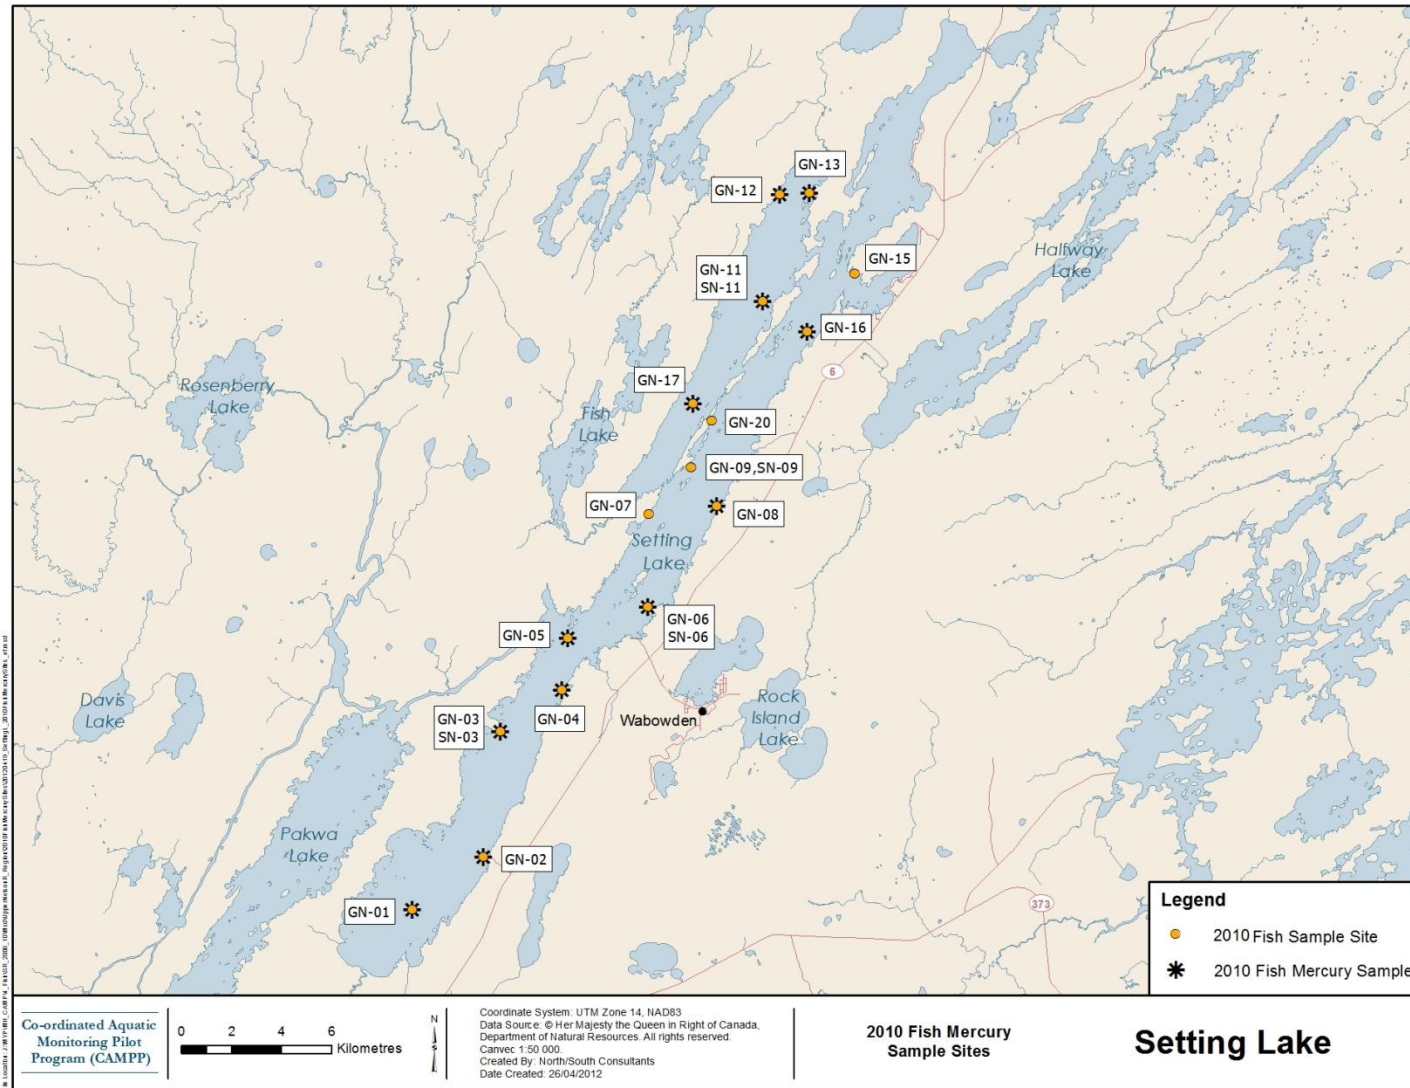 GN-13
GN-12
GN-15
GN-11
SN-11
Halfway
Lake
GN-16
6
Rosenberry
Lake
GN-17
Fish
Lake
GN-20
GN-09,SN-09
GN-07
GN-08
Setting
Lake
GN-06
SN-06
GN-05
Davis
Lake
GN-03
SN-03
GN-04
Wabowden
Rock
Island
Lake
Pakwa
Lake
GN-02
GN-01
373
Legend
2010 Fish Sample Site
2010 Fish Mercury Sample
Co-ordinated Aquatic
Monitoring Pilot
Program (CAMPP)
0 2 4 6
Kilometres
N
Coordinate System: UTM Zone 14, NAD83
Data Source: © Her Majesty the Queen in Right of Canada,
Department of Natural Resources. All rights reserved.
Canvec 1:50 000.
Created By: North/South Consultants
Date Created: 26/04/2012
2010 Fish Mercury
Sample Sites
Setting Lake